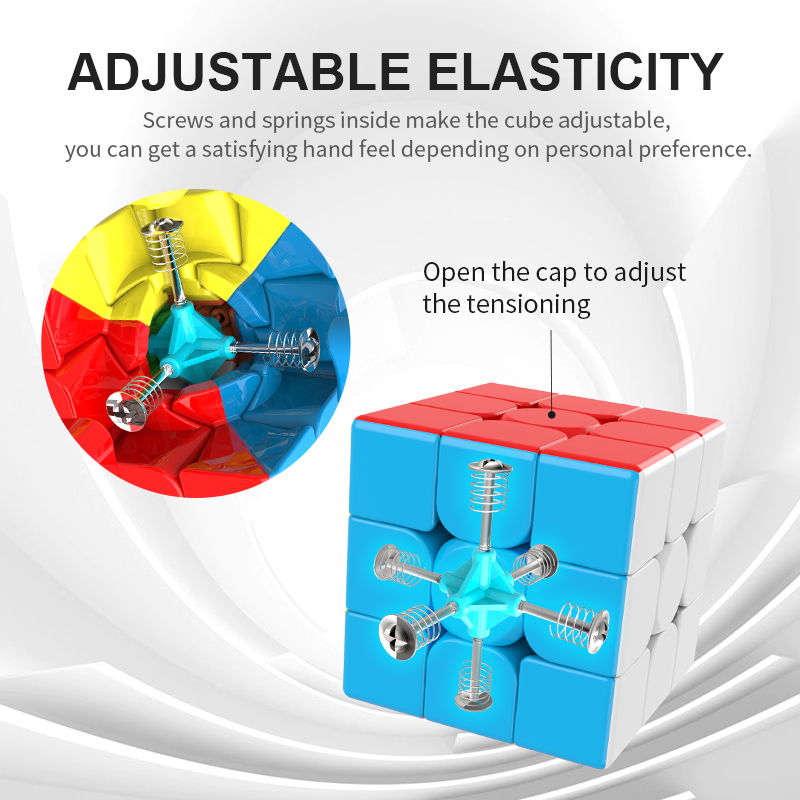 ADJUSTABLE ELASTICITY
Screws and springs inside make the cube adjustable,
you can get a satisfying hand feel depending on personal preference.
Open the cap to adjust
the tensioning